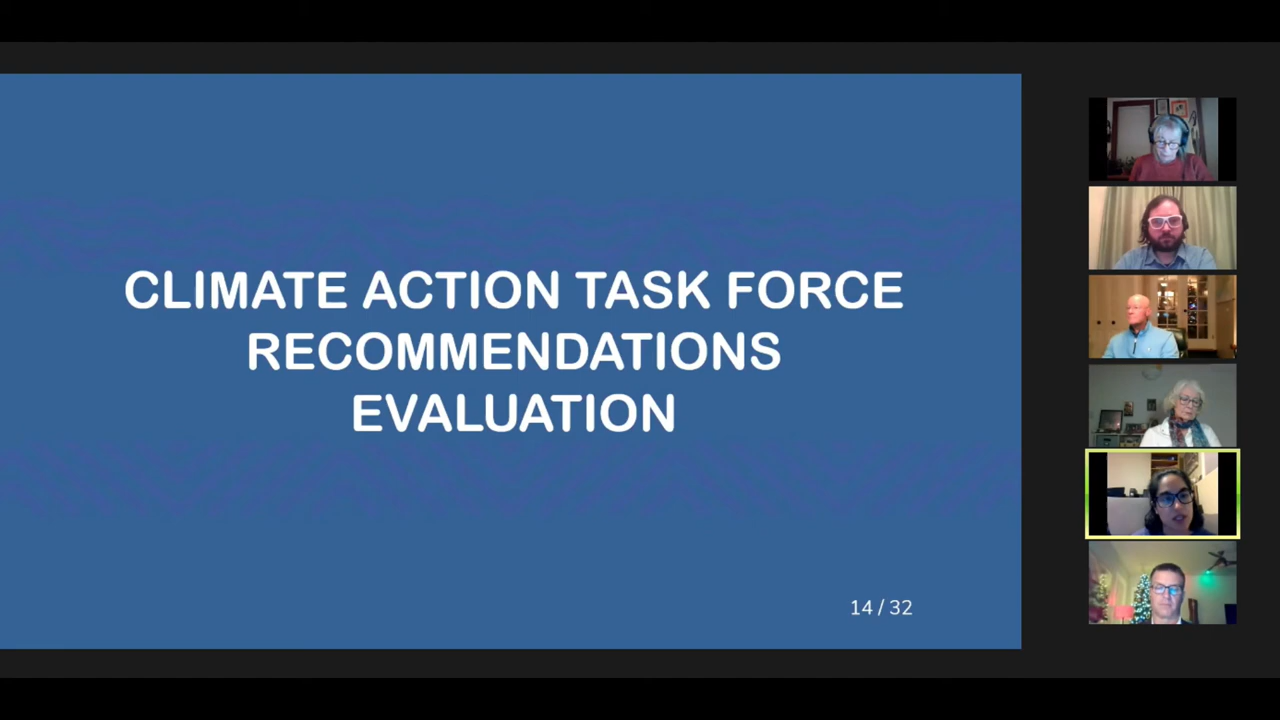 CLIMATE ACTION TASK FORCE
RECOMMENDATIONS
EVALUATION
14 / 32